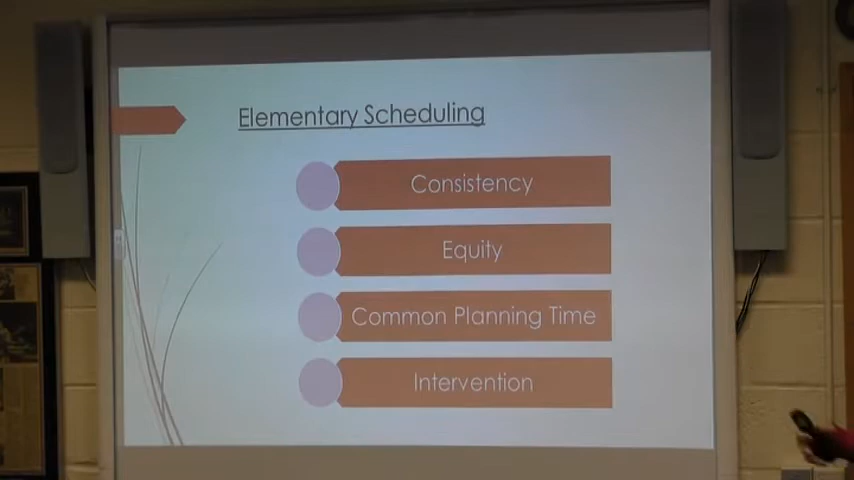 Elementary Scheduling
Consistency
Equity
Common Planning Time
Intervention